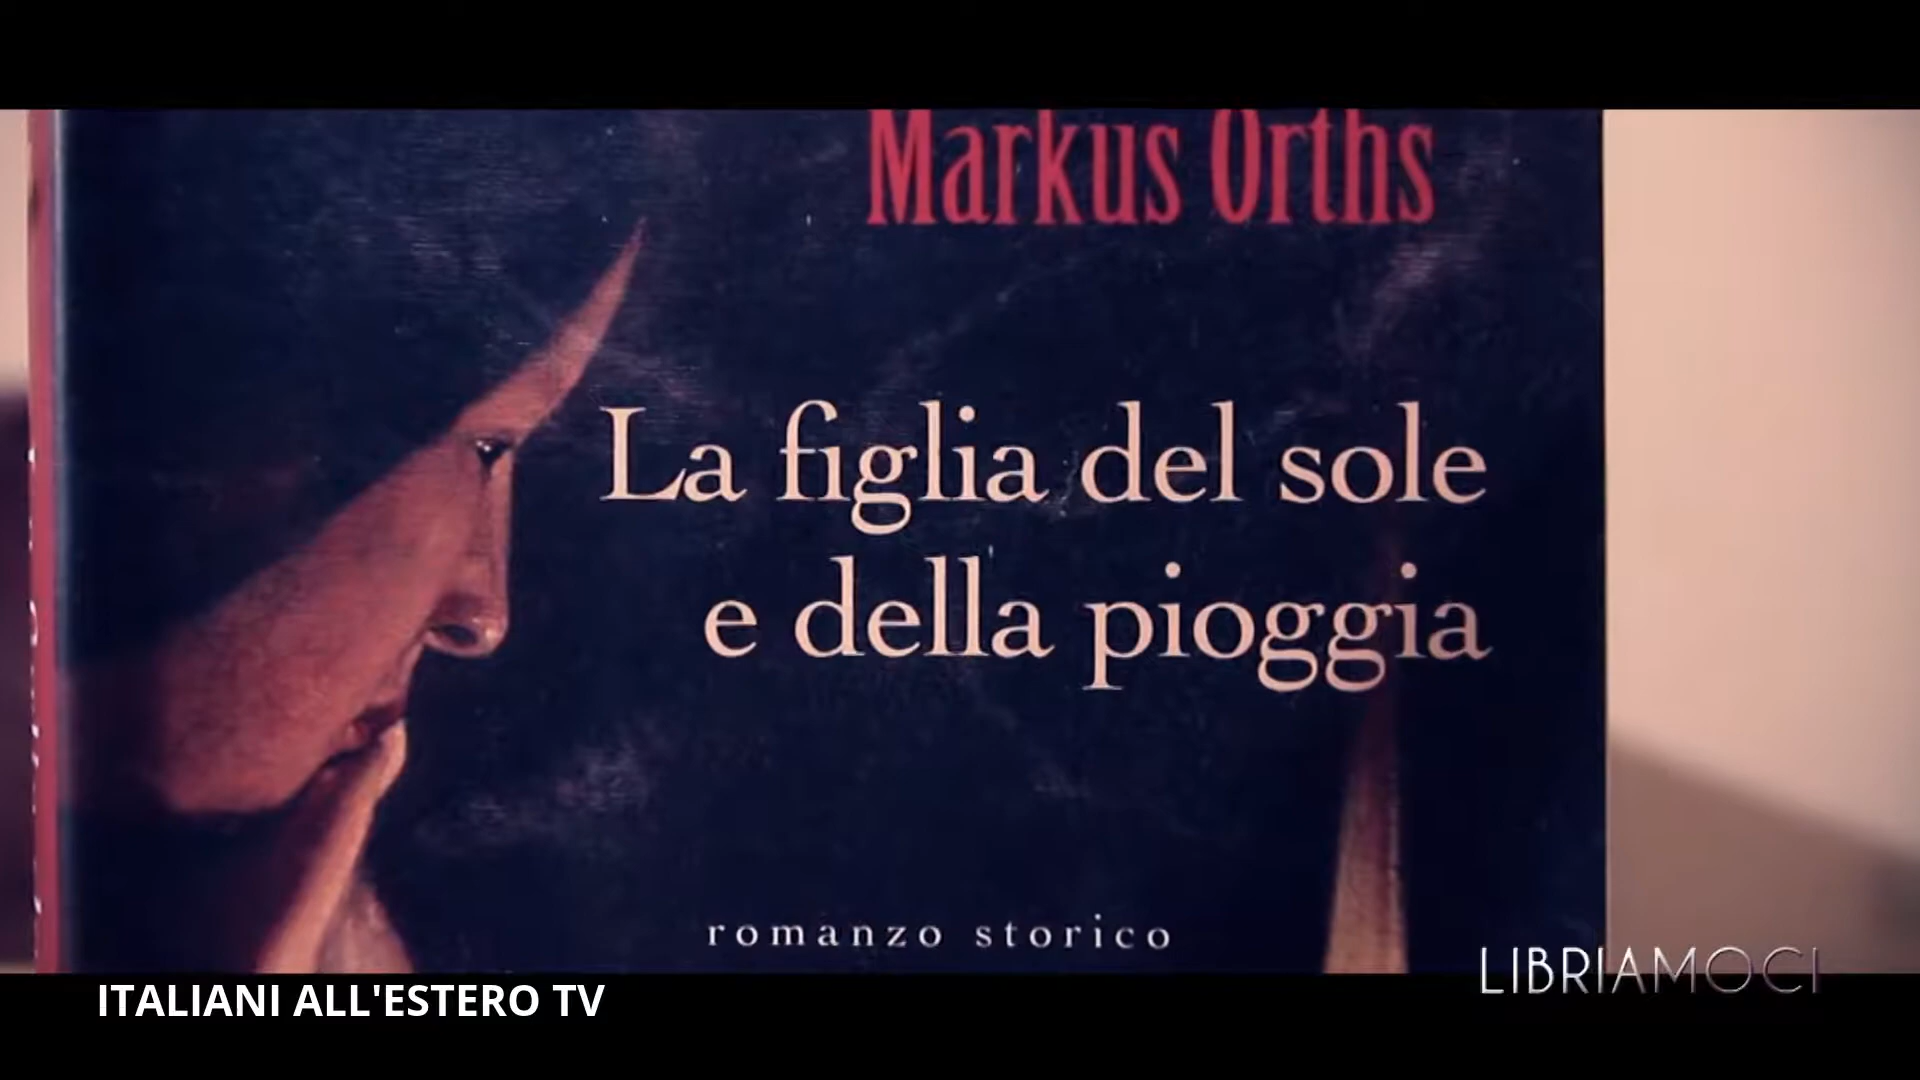 Markus Orths
La figlia del sole
e della pioggia
romanzo storico
LIBRIAMOCI
ITALIANI ALL'ESTERO TV